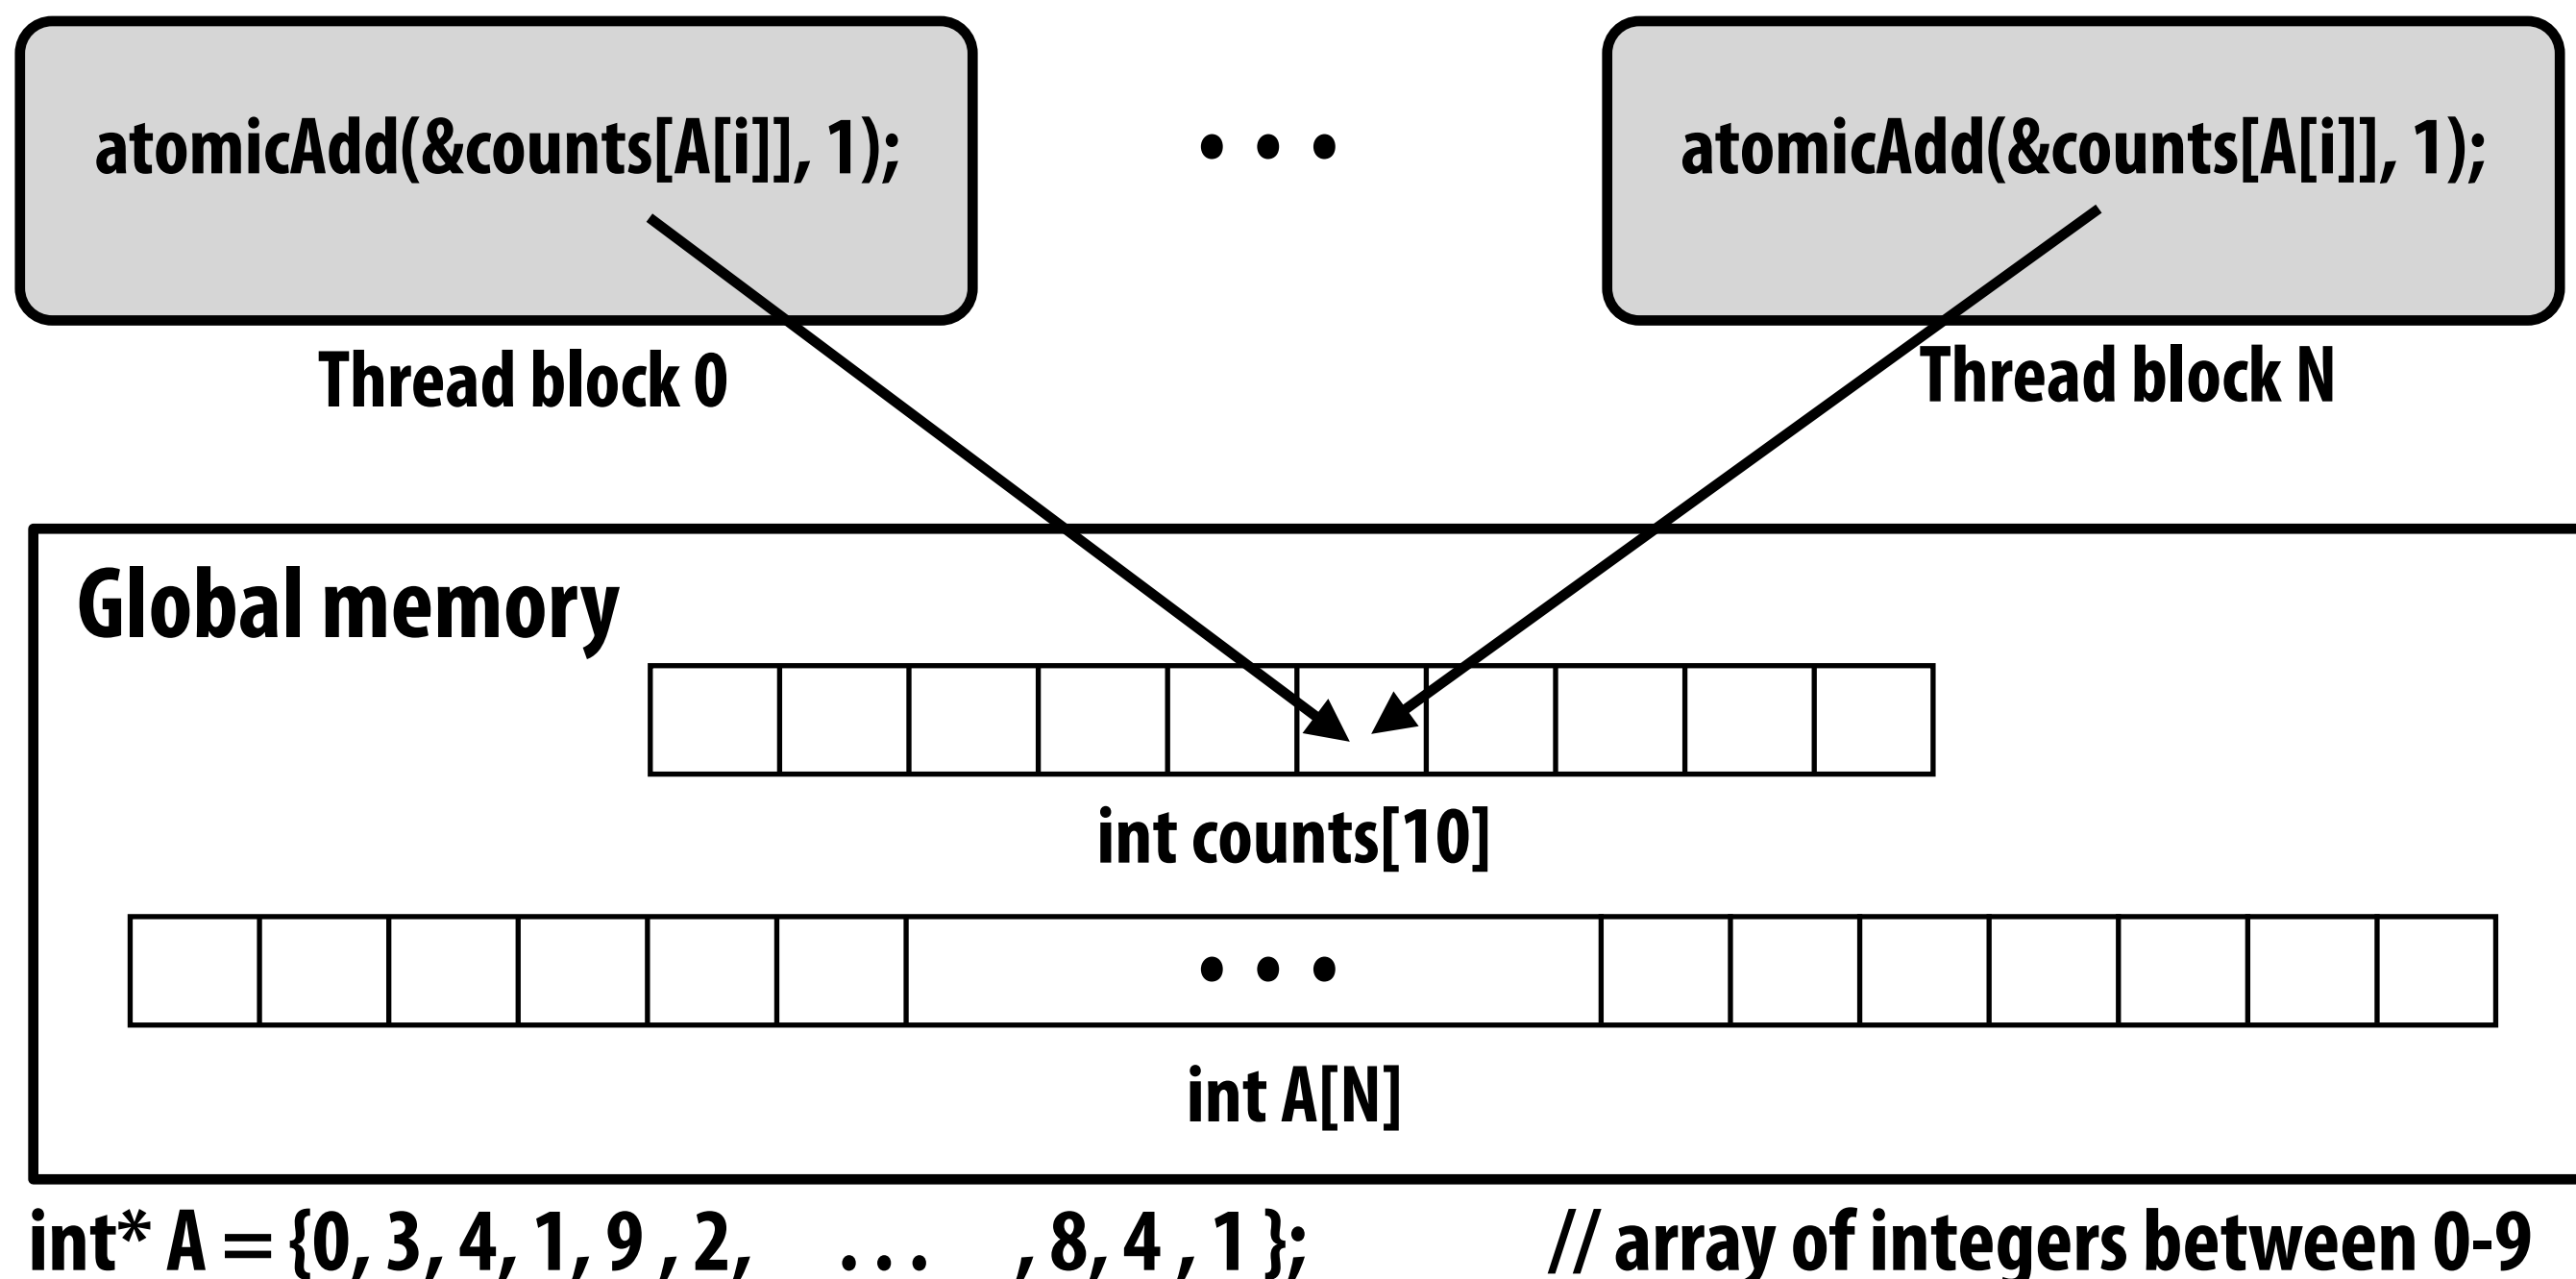 atomicAdd(&counts[A[i]], 1);
• • •
atomicAdd(&counts[A[i]], 1);
Thread block 0
Thread block N
Global memory
int counts[10]
• • •
int A[N]
int* A = {0, 3, 4, 1, 9 , 2, . . . , 8, 4 , 1 }; // array of integers between 0-9